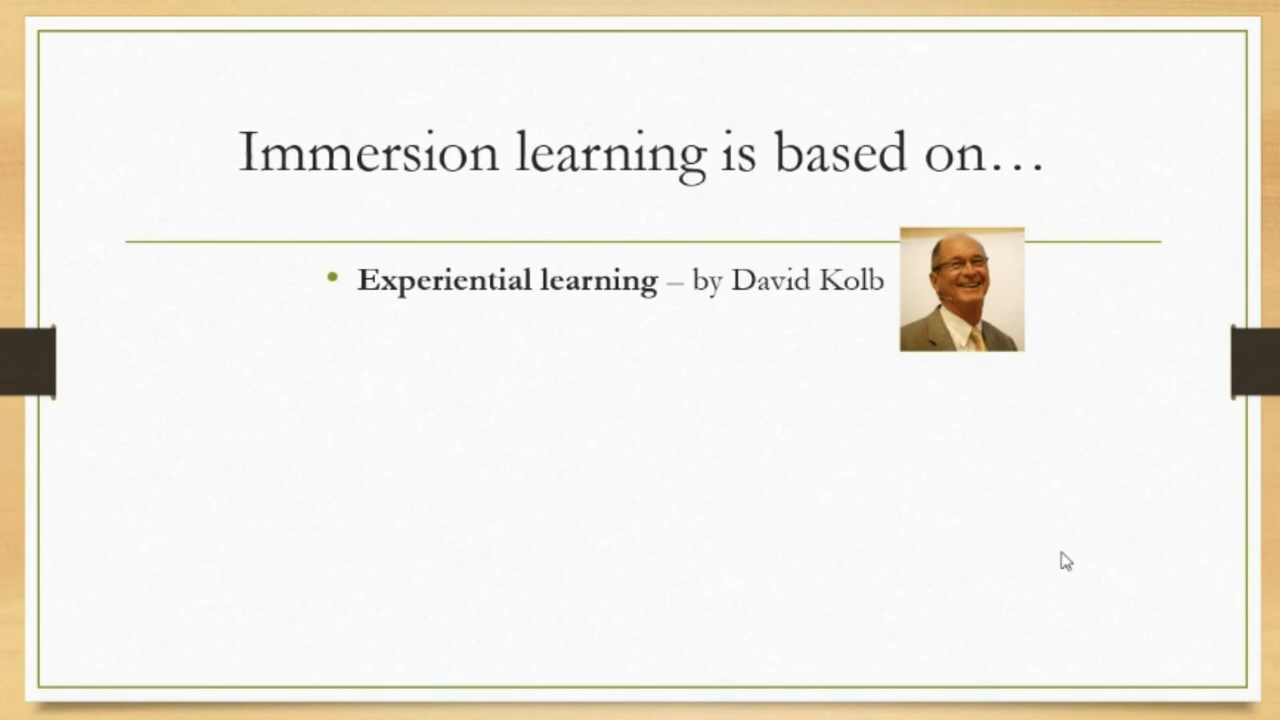 Immersion learning is based on…
• Experiential learning – by David Kolb